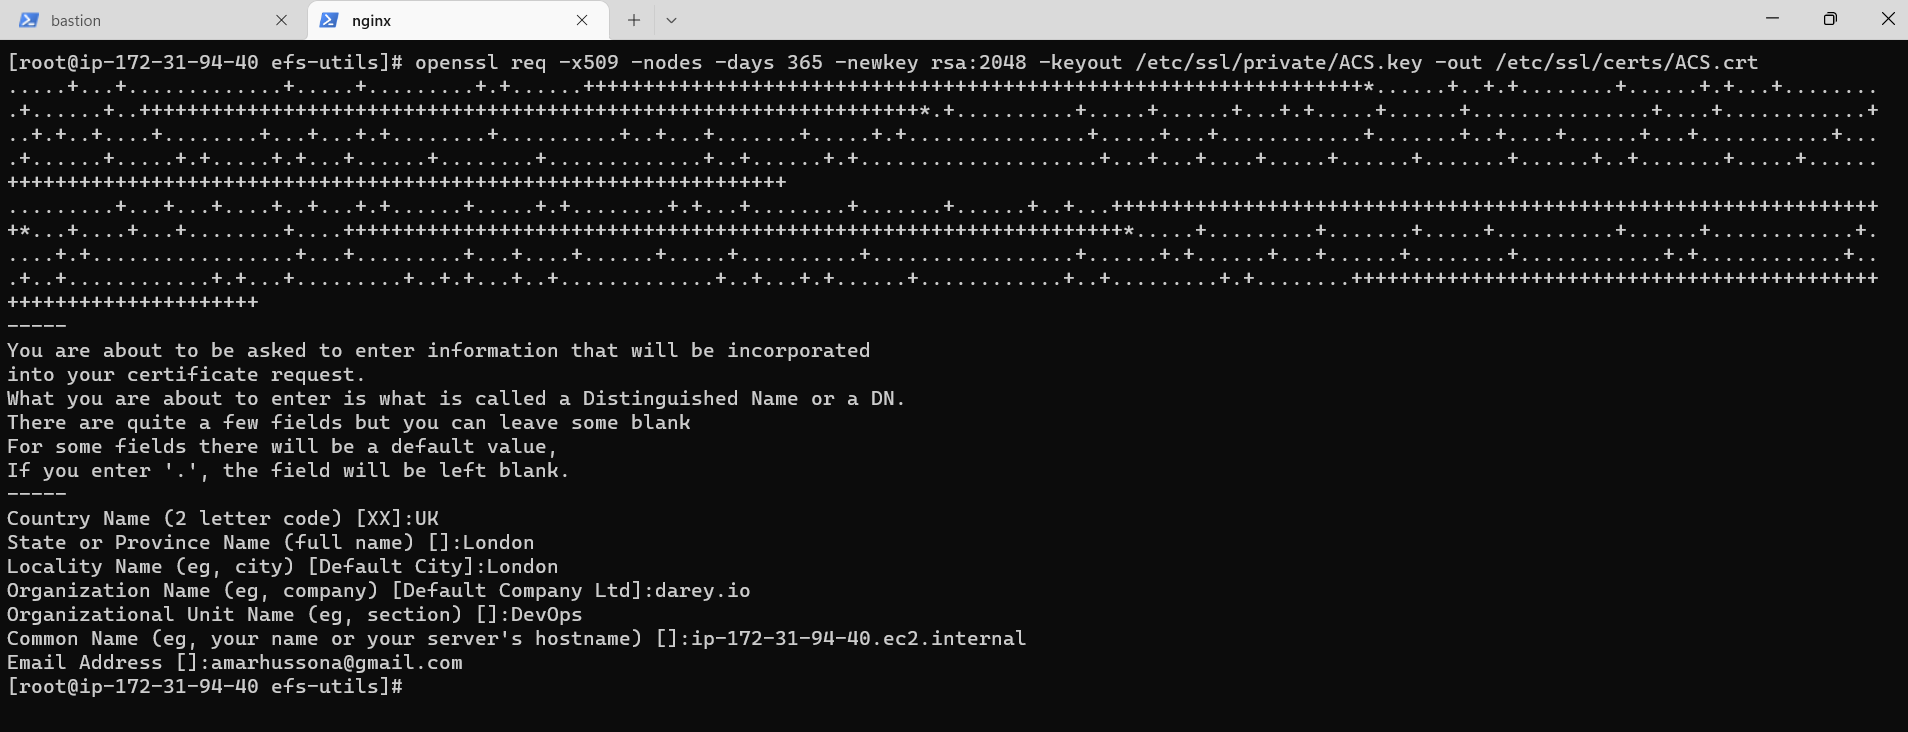 bastion
nginx
[root@ip-172-31-94-40 efs-utils]# openssl req -x509 -nodes -days 365 -newkey rsa:2048 -keyout /etc/ssl/private/ACS.key -out /etc/ssl/certs/ACS.crt
-----
You are about to be asked to enter information that will be incorporated
into your certificate request.
What you are about to enter is what is called a Distinguished Name or a DN.
There are quite a few fields but you can leave some blank
For some fields there will be a default value,
If you enter '.', the field will be left blank.
-----
Country Name (2 letter code) [XX]:UK
State or Province Name (full name) []:London
Locality Name (eg, city) [Default City]:London
Organization Name (eg, company) [Default Company Ltd]:darey.io
Organizational Unit Name (eg, section) []:DevOps
Common Name (eg, your name or your server's hostname) []:ip-172-31-94-40.ec2.internal
Email Address []:amarhussona@gmail.com
[root@ip-172-31-94-40 efs-utils]#